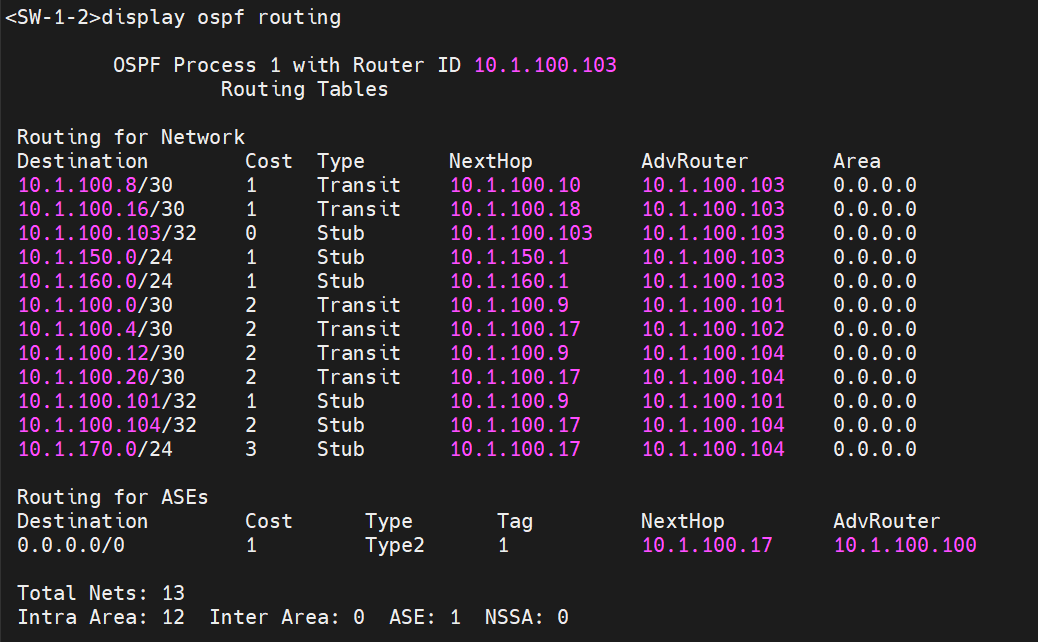 <SW-1-2>display ospf routing
OSPF Process 1 with Router ID 10.1.100.103
Routing Tables
Routing for Network
Destination Cost Type NextHop AdvRouter Area
10.1.100.8/30 1 Transit 10.1.100.10 10.1.100.103 0.0.0.0
10.1.100.16/30 1 Transit 10.1.100.18 10.1.100.103 0.0.0.0
10.1.100.103/32 0 Stub 10.1.100.103 10.1.100.103 0.0.0.0
10.1.150.0/24 1 Stub 10.1.150.1 10.1.100.103 0.0.0.0
10.1.160.0/24 1 Stub 10.1.160.1 10.1.100.103 0.0.0.0
10.1.100.0/30 2 Transit 10.1.100.9 10.1.100.101 0.0.0.0
10.1.100.4/30 2 Transit 10.1.100.17 10.1.100.102 0.0.0.0
10.1.100.12/30 2 Transit 10.1.100.9 10.1.100.104 0.0.0.0
10.1.100.20/30 2 Transit 10.1.100.17 10.1.100.104 0.0.0.0
10.1.100.101/32 1 Stub 10.1.100.9 10.1.100.101 0.0.0.0
10.1.100.104/32 2 Stub 10.1.100.17 10.1.100.104 0.0.0.0
10.1.170.0/24 3 Stub 10.1.100.17 10.1.100.104 0.0.0.0
Routing for ASEs
Destination Cost Type Tag NextHop AdvRouter
0.0.0.0/0 1 Type2 1 10.1.100.17 10.1.100.100
Total Nets: 13
Intra Area: 12 Inter Area: 0 ASE: 1 NSSA: 0